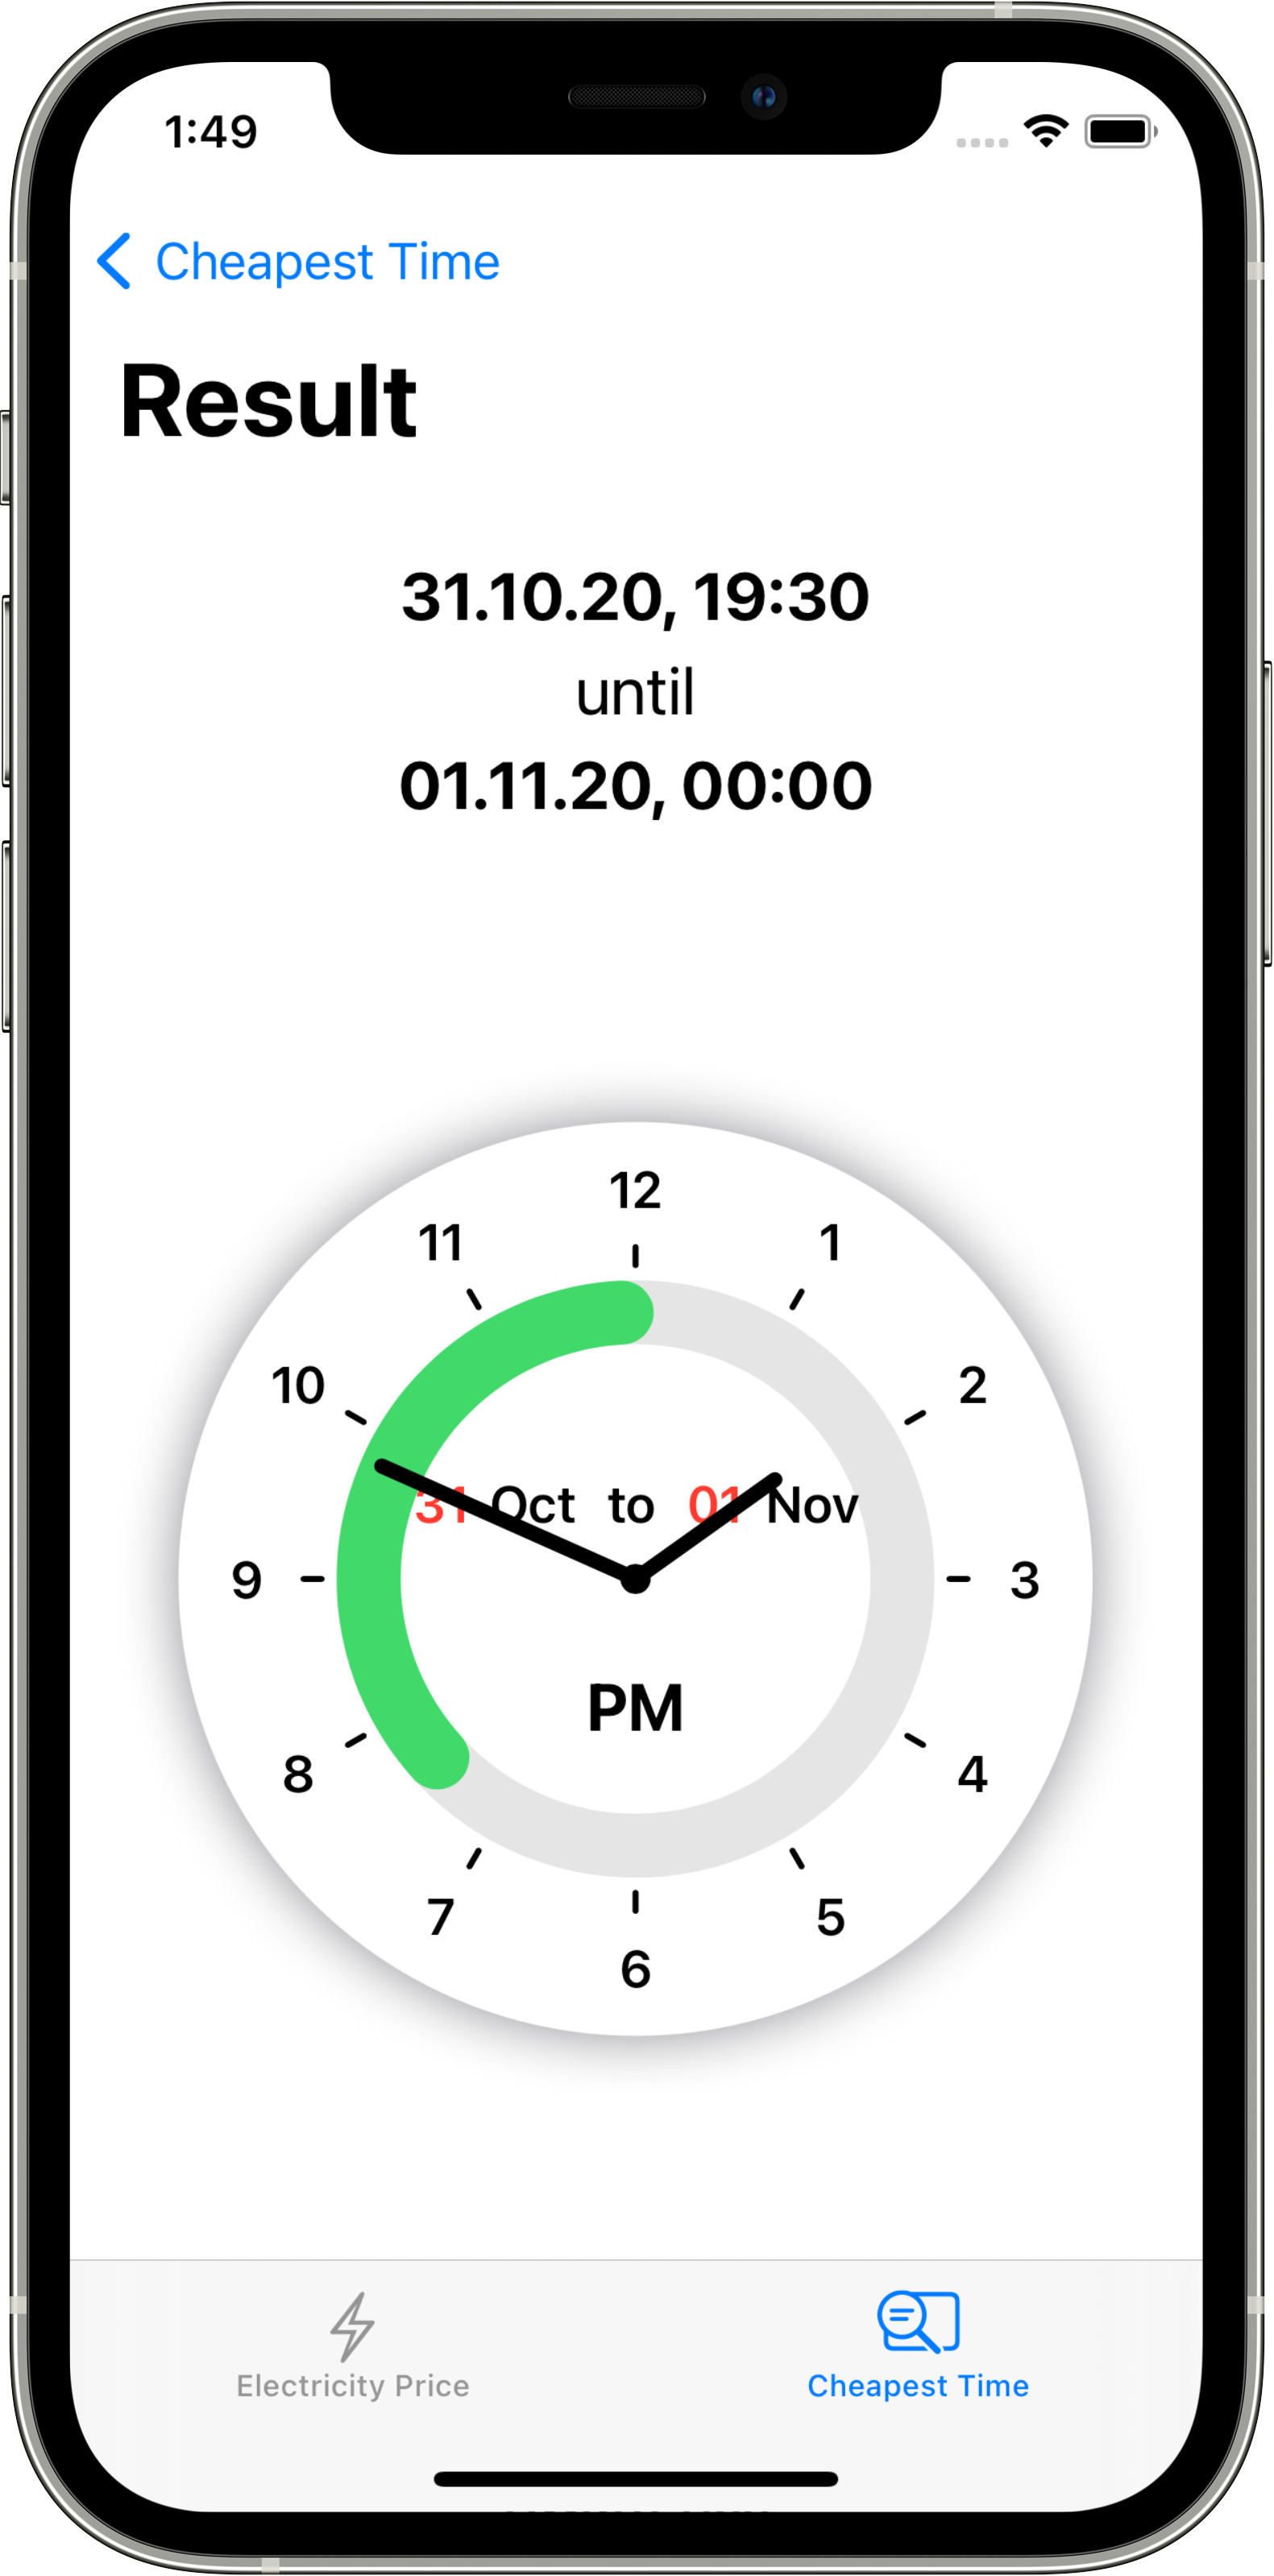 1:49
Cheapest Time
Result
31.10.20, 19:30
until
01.11.20, 00:00
12
11
1
10
2
31 Oct to 01 Nov
9
3
PM
8
4
7
5
6
Electricity Price
Cheapest Time